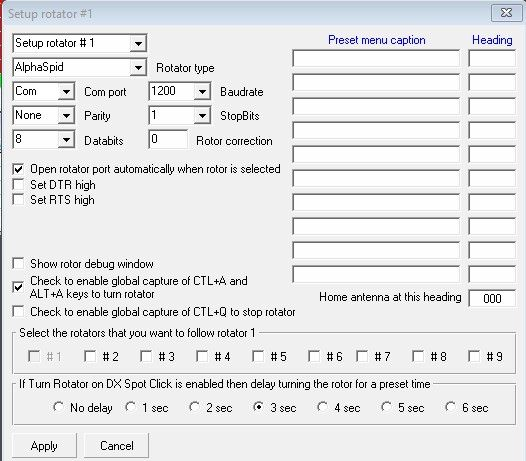 Setup rotator #1
Setup rotator # 1
Preset menu caption Heading
AlphaSpid Rotator type
Com Com port 1200 Baudrate
None Parity 1 StopBits
8 Databits 0 Rotor correction
Open rotator port automatically when rotor is selected
Set DTR high
Set RTS high
Show rotor debug window
Check to enable global capture of CTL+A and
ALT+A keys to turn rotator
Home antenna at this heading 000
Check to enable global capture of CTL+Q to stop rotator
Select the rotators that you want to follow rotator 1
#1 # 2 # 3 # 4 # 5 # 6 # 7 # 8 # 9
If Turn Rotator on DX Spot Click is enabled then delay turning the rotor for a preset time
No delay 1 sec 2 sec 3 sec 4 sec 5 sec 6 sec
Apply Cancel